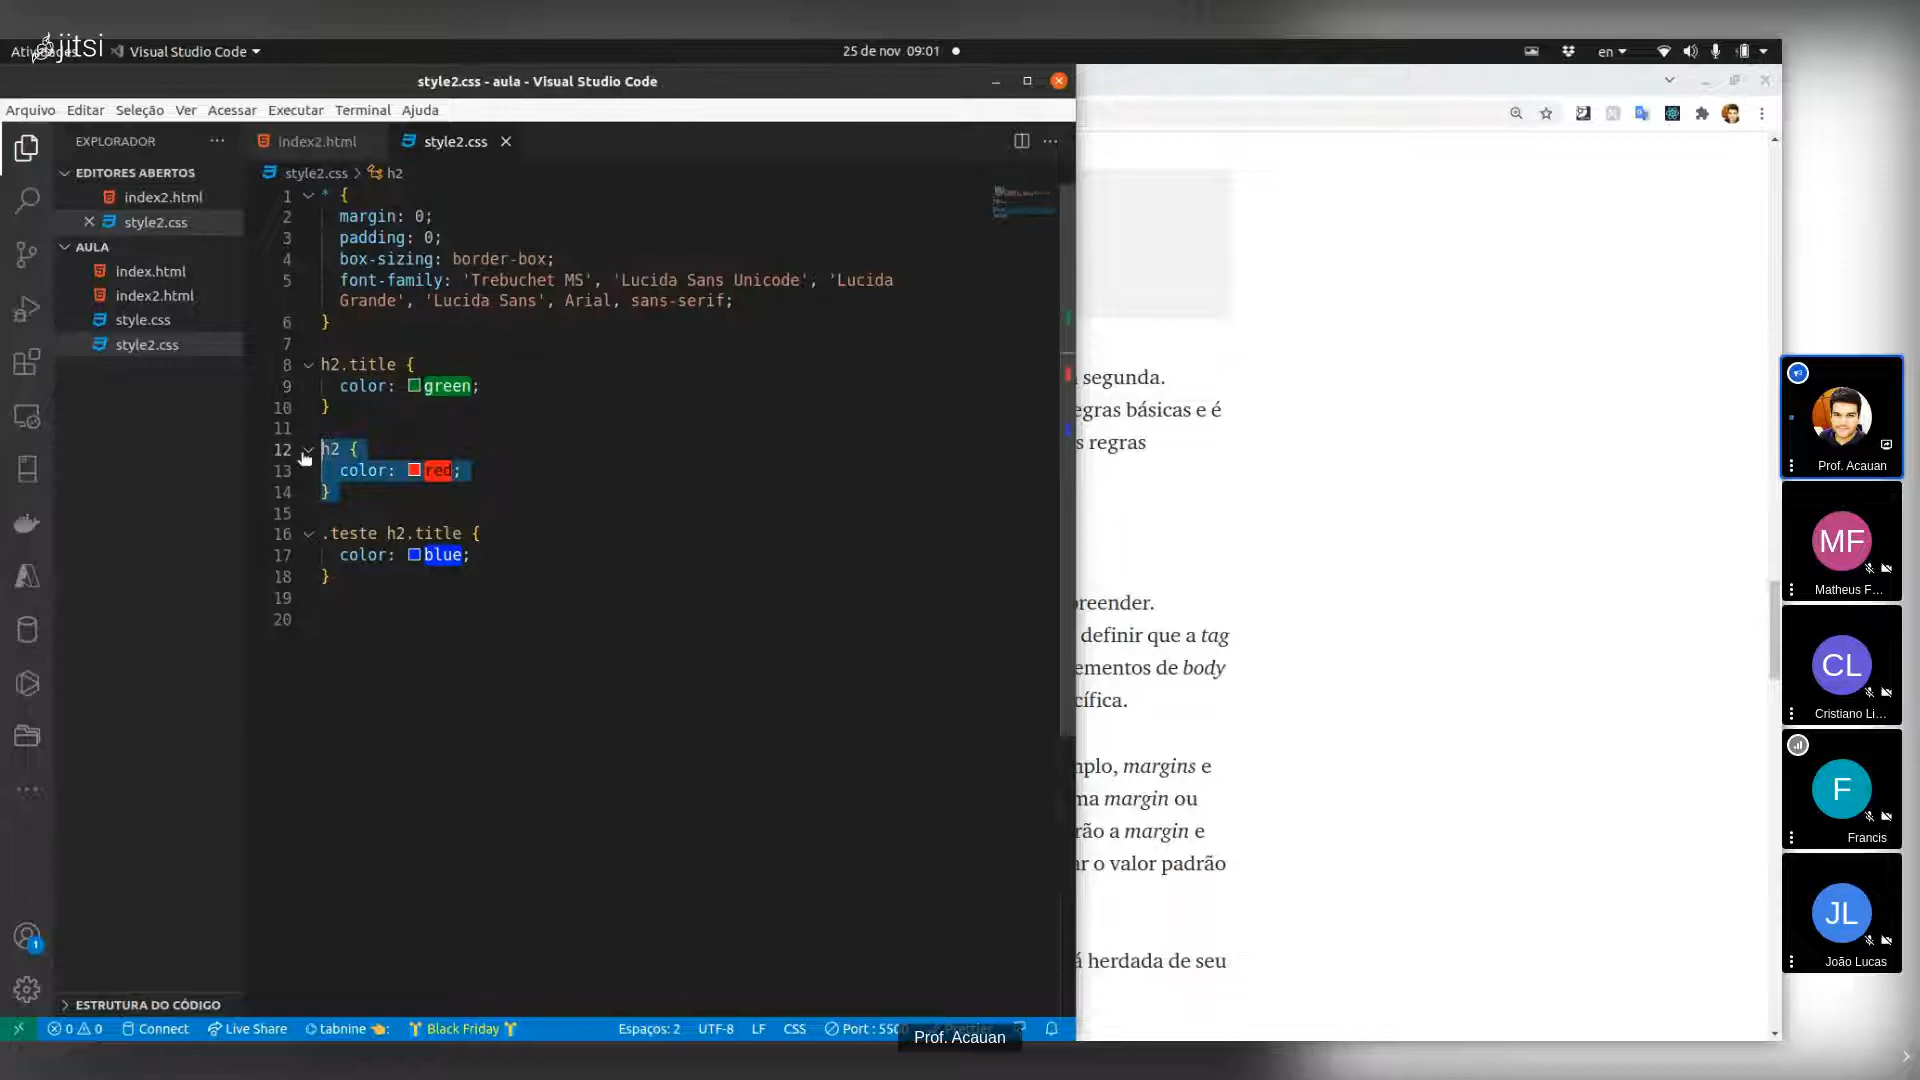 jitsi
Visual Studio Code
25 de nov 09:01
en
style2.css - aula - Visual Studio Code
Arquivo Editar Seleção Ver Acessar Executar Terminal Ajuda
EXPLORADOR
index2.html
style2.css
EDITORES ABERTOS
index2.html
style2.css
AULA
index.html
index2.html
style.css
style2.css
style2.css > h2
1 * {
2 margin: 0;
3 padding: 0;
4 box-sizing: border-box;
5 font-family: 'Trebuchet MS', 'Lucida Sans Unicode', 'Lucida
Grande', 'Lucida Sans', Arial, sans-serif;
6 }
7
8 h2.title {
9 color: green;
10 }
11
12 h2 {
13 color: red;
14 }
15
16 .teste h2.title {
17 color: blue;
18 }
19
20
segunda.
egras básicas e é
s regras
reender.
definir que a tag
ementos de body
cífica.
nplo, margins e
ma margin ou
rão a margin e
ar o valor padrão
á herdada de seu
Prof. Acauan
MF
Matheus F...
CL
Cristiano Li...
F
Francis
JL
João Lucas
1
ESTRUTURA DO CÓDIGO
0 0 Connect Live Share tabnine Black Friday Espaços: 2 UTF-8 LF CSS Port : 550 Prettier
Prof. Acauan